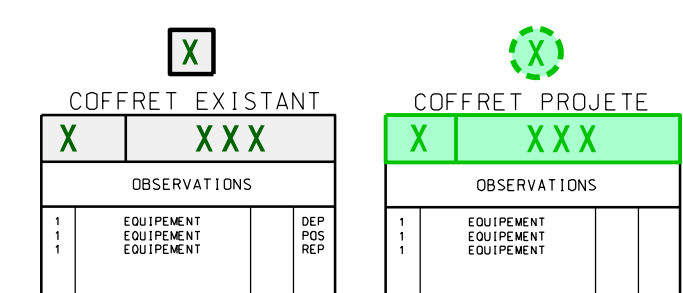 X
COFFRET EXISTANT
X XXX
OBSERVATIONS
1 EQUIPEMENT DEP
1 EQUIPEMENT POS
1 EQUIPEMENT REP
X
COFFRET PROJETE
X XXX
OBSERVATIONS
1 EQUIPEMENT
1 EQUIPEMENT
1 EQUIPEMENT